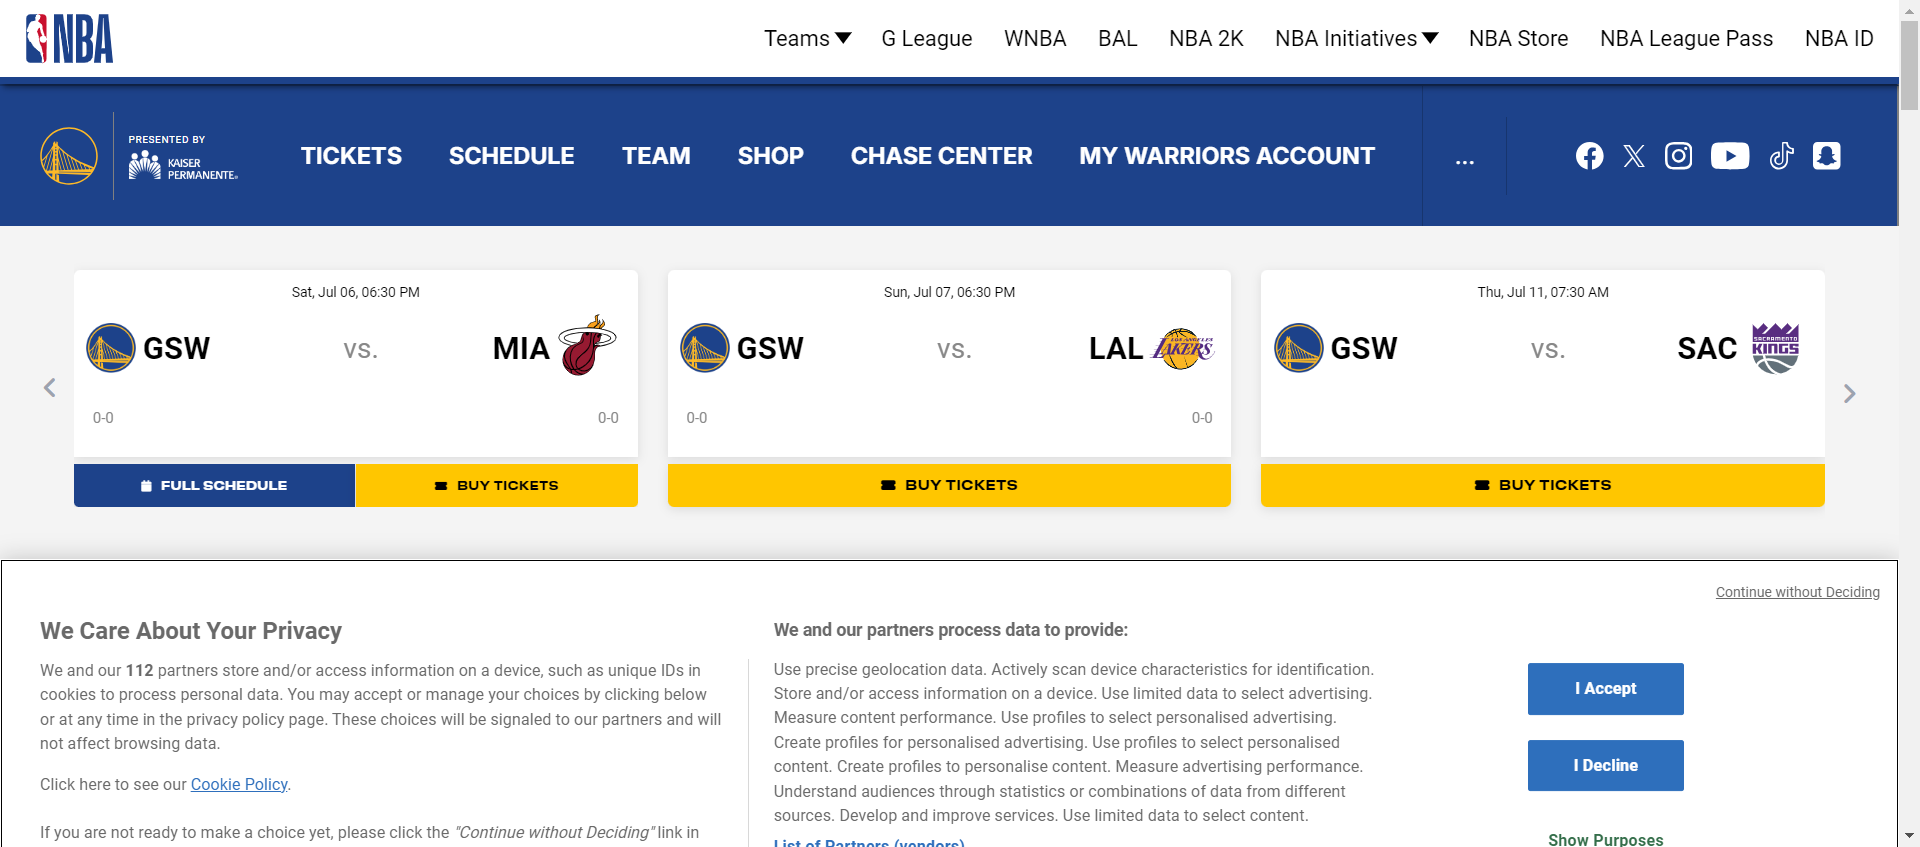 NBA
Teams
G League
WNBA
BAL
NBA 2K
NBA Initiatives
NBA Store
NBA League Pass
NBA ID
PRESENTED BY
KAISER
PERMANENTE®
TICKETS
SCHEDULE
TEAM
SHOP
CHASE CENTER
MY WARRIORS ACCOUNT
...
Sat, Jul 06, 06:30 PM
GSW
VS.
MIA
0-0
0-0
FULL SCHEDULE
BUY TICKETS
Sun, Jul 07, 06:30 PM
GSW
VS.
LAL
LOS ANGELES
LAKERS
0-0
0-0
BUY TICKETS
Thu, Jul 11, 07:30 AM
GSW
VS.
SAC
SACRAMENTO
KINGS
BUY TICKETS
Continue without Deciding
We Care About Your Privacy
We and our 112 partners store and/or access information on a device, such as unique IDs in
cookies to process personal data. You may accept or manage your choices by clicking below
or at any time in the privacy policy page. These choices will be signaled to our partners and will
not affect browsing data.
Click here to see our Cookie Policy.
If you are not ready to make a choice yet, please click the "Continue without Deciding" link in
We and our partners process data to provide:
Use precise geolocation data. Actively scan device characteristics for identification.
Store and/or access information on a device. Use limited data to select advertising.
Measure content performance. Use profiles to select personalised advertising.
Create profiles for personalised advertising. Use profiles to select personalised
content. Create profiles to personalise content. Measure advertising performance.
Understand audiences through statistics or combinations of data from different
sources. Develop and improve services. Use limited data to select content.
List of Partners (vendors)
I Accept
I Decline
Show Purposes